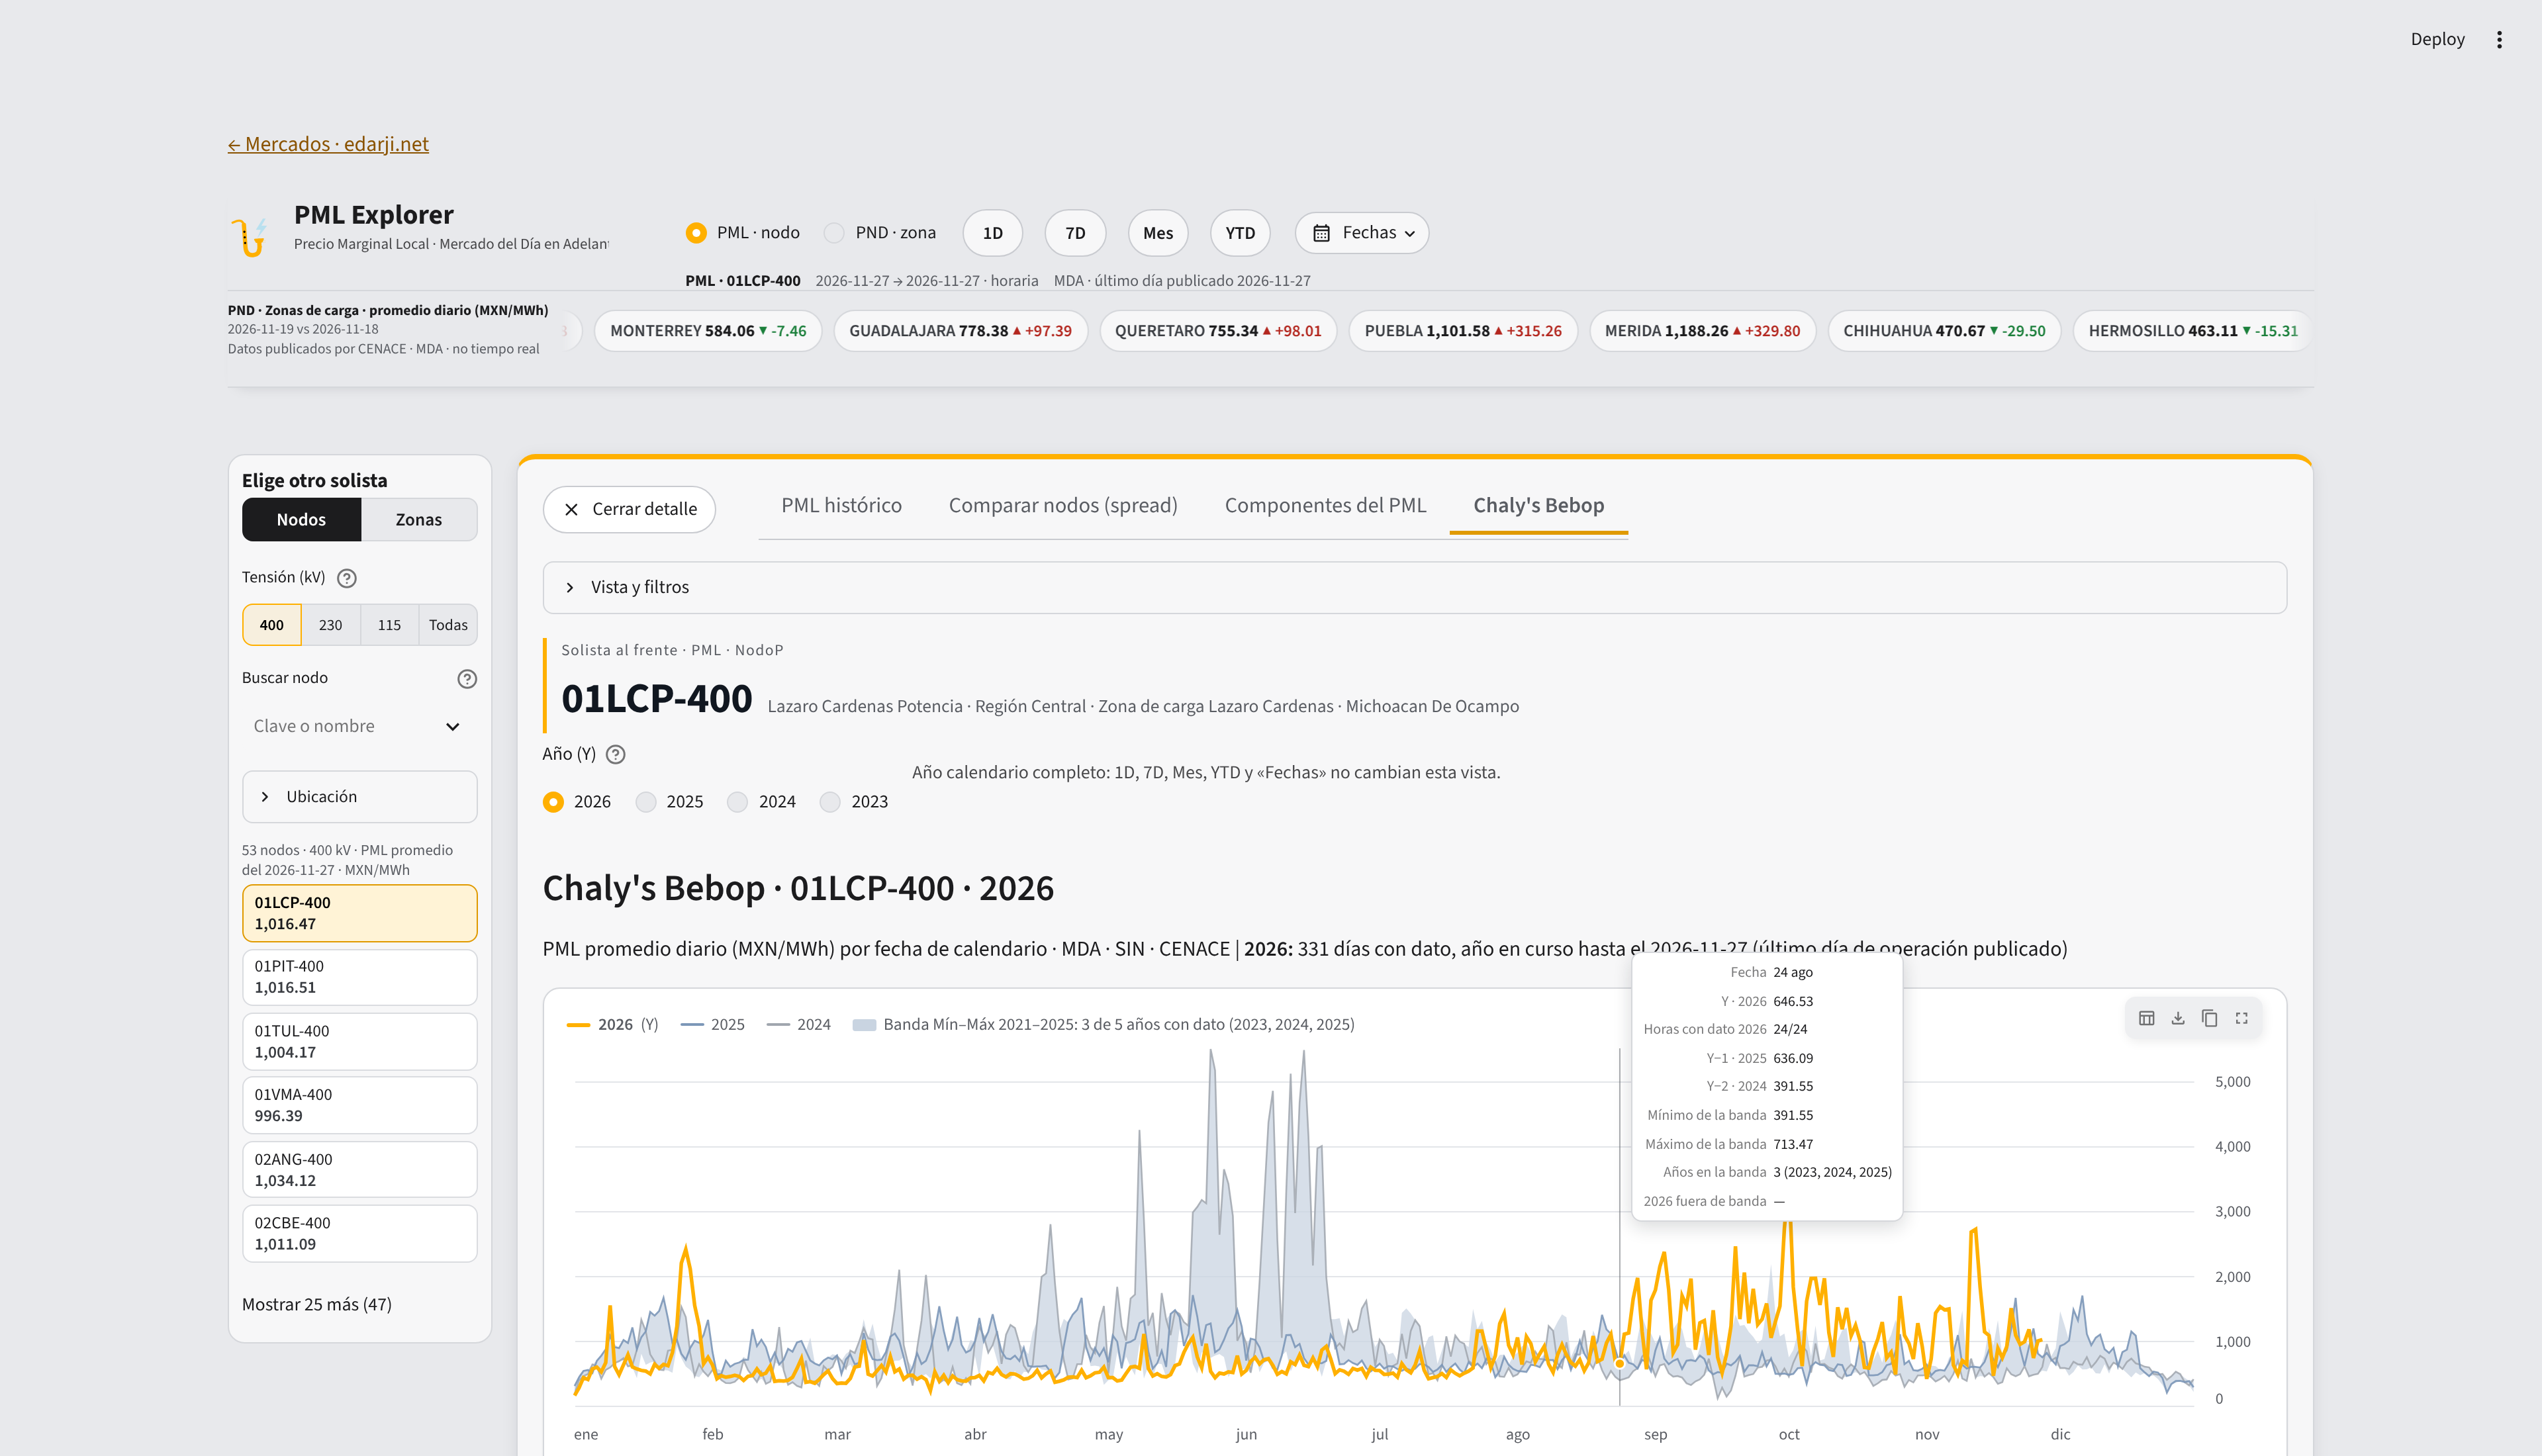 Deploy
← Mercados · edarji.net
PML Explorer
Precio Marginal Local · Mercado del Día en
PML · nodo
PND · zona
1D
7D
Mes
YTD
Fechas
PML · 01LCP-400 2026-11-27 → 2026-11-27 · horaria MDA · último día publicado 2026-11-27
PND · Zonas de carga · promedio diario (MXN/MWh)
2026-11-19 vs 2026-11-18
Datos publicados por CENACE · MDA · no tiempo real
MONTERREY 584.06 ▼ -7.46
GUADALAJARA 778.38 ▲ +97.39
QUERETARO 755.34 ▲ +98.01
PUEBLA 1,101.58 ▲ +315.26
MERIDA 1,188.26 ▲ +329.80
CHIHUAHUA 470.67 ▼ -29.50
HERMOSILLO 463.11 ▼ -15.31
Elige otro solista
Nodos
Zonas
Tensión (kV)
400
230
115
Todas
Buscar nodo
Clave o nombre
Ubicación
53 nodos · 400 kV · PML promedio
del 2026-11-27 · MXN/MWh
01LCP-400
1,016.47
01PIT-400
1,016.51
01TUL-400
1,004.17
01VMA-400
996.39
02ANG-400
1,034.12
02CBE-400
1,011.09
Mostrar 25 más (47)
Cerrar detalle
PML histórico
Comparar nodos (spread)
Componentes del PML
Chaly's Bebop
Vista y filtros
Solista al frente · PML · NodoP
01LCP-400 Lazaro Cardenas Potencia · Región Central · Zona de carga Lazaro Cardenas · Michoacan De Ocampo
Año (Y)
Año calendario completo: 1D, 7D, Mes, YTD y «Fechas» no cambian esta vista.
2026
2025
2024
2023
Chaly's Bebop · 01LCP-400 · 2026
PML promedio diario (MXN/MWh) por fecha de calendario · MDA · SIN · CENACE | 2026: 331 días con dato, año en curso hasta el 2026-11-27 (último día de operación publicado)
2026 (Y)
2025
2024
Banda Mín–Máx 2021–2025: 3 de 5 años con dato (2023, 2024, 2025)
Fecha 24 ago
Y · 2026 646.53
Horas con dato 2026 24/24
Y−1 · 2025 636.09
Y−2 · 2024 391.55
Mínimo de la banda 391.55
Máximo de la banda 713.47
Años en la banda 3 (2023, 2024, 2025)
2026 fuera de banda —
5,000
4,000
3,000
2,000
1,000
0
ene
feb
mar
abr
may
jun
jul
ago
sep
oct
nov
dic